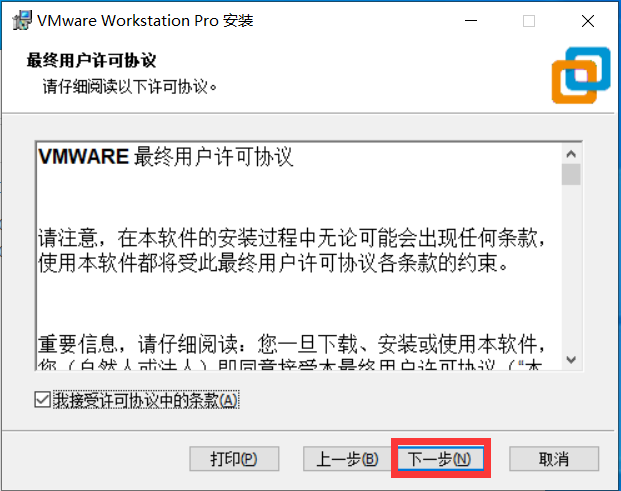 VMware Workstation Pro 安装
最终用户许可协议
请仔细阅读以下许可协议。
VMWARE 最终用户许可协议
请注意，在本软件的安装过程中无论可能会出现任何条款，
使用本软件都将受此最终用户许可协议各条款的约束。
重要信息，请仔细阅读：您一旦下载、安装或使用本软件，
您（自然人或法人）即同意接受本最终用户许可协议（“本
我接受许可协议中的条款(A)
打印(P) 上一步(B) 下一步(N) 取消